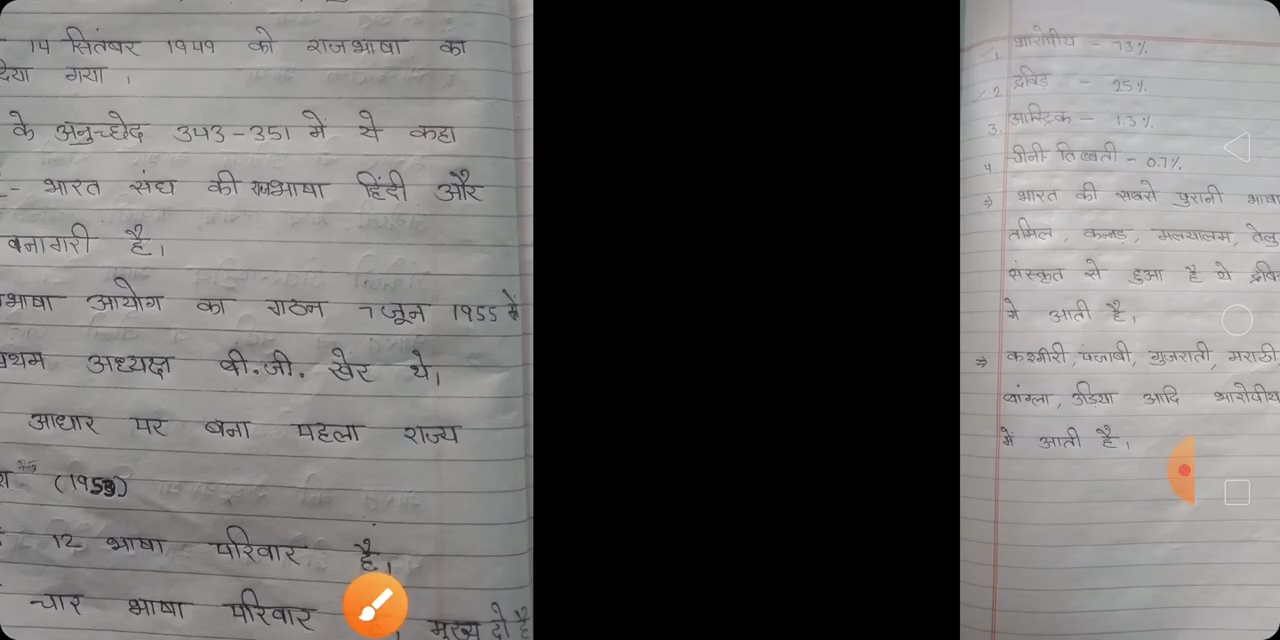 14 सितंबर 1949 को राजभाषा का
दिया गया ।
के अनुच्छेद 343-351 में ये कहा
- भारत संघ की राजभाषा हिंदी और
वनागरी है।
भाषा आयोग का गठन 7 जून 1955 में
प्रथम अध्यक्ष बी.जी. खेर थे।
आधार पर बना पहला राज्य
(1953)
12 भाषा परिवार है।
चार भाषा परिवार मुख्य दो है
1. भारोपीय - 73%
2. द्रविड़ - 25%
3. आस्ट्रिक - 1.3%
4. चीनी तिब्बती - 0.7%
⇒ भारत की सबसे पुरानी भाषा
तमिल, कन्नड़, मलयालम, तेलु
संस्कृत से हुआ है ये द्रवि
मे आती है।
⇒ कश्मीरी, पंजाबी, गुजराती, मराठी,
बांग्ला, उड़िया आदि भारोपीय
में आती है।